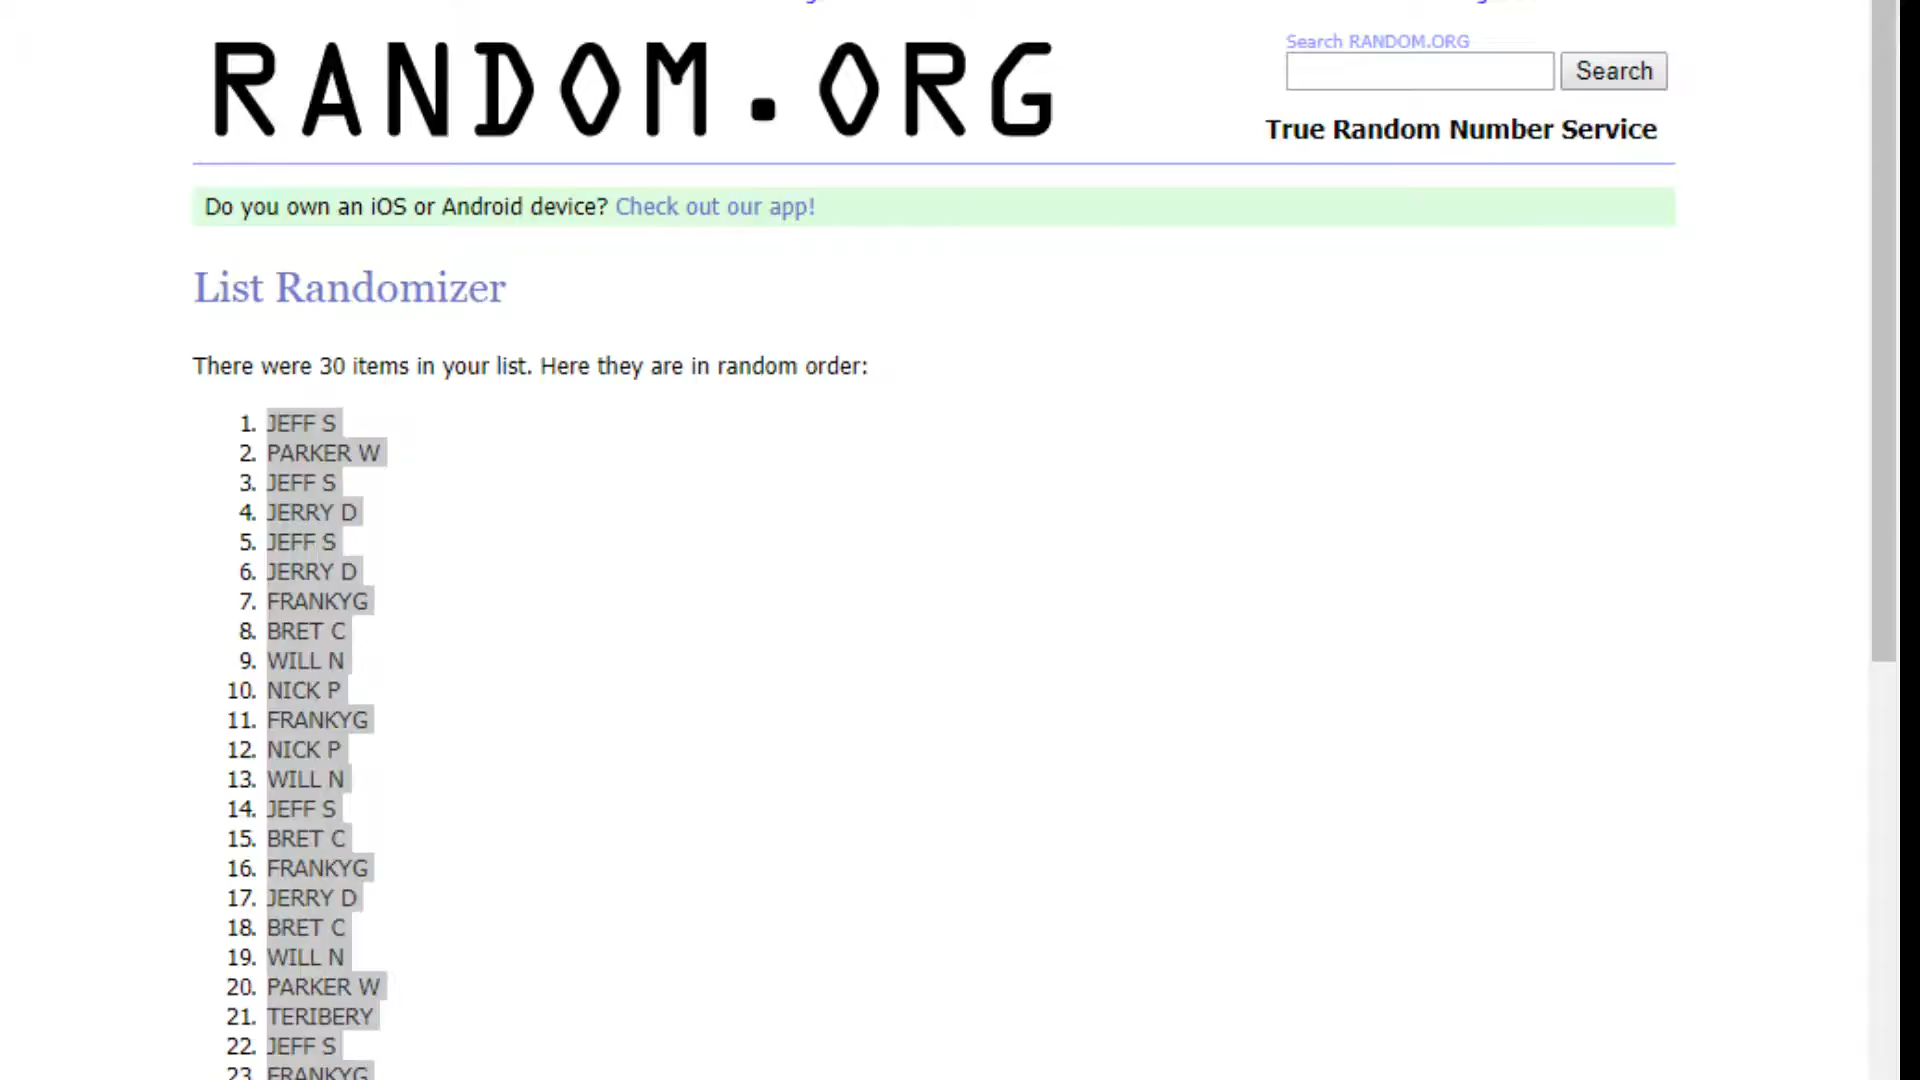 RANDOM.ORG
Search RANDOM.ORG
Search
True Random Number Service
Do you own an iOS or Android device? Check out our app!
List Randomizer
There were 30 items in your list. Here they are in random order:
1. JEFF S
2. PARKER W
3. JEFF S
4. JERRY D
5. JEFF S
6. JERRY D
7. FRANKYG
8. BRET C
9. WILL N
10. NICK P
11. FRANKYG
12. NICK P
13. WILL N
14. JEFF S
15. BRET C
16. FRANKYG
17. JERRY D
18. BRET C
19. WILL N
20. PARKER W
21. TERIBERY
22. JEFF S
23. FRANKYG